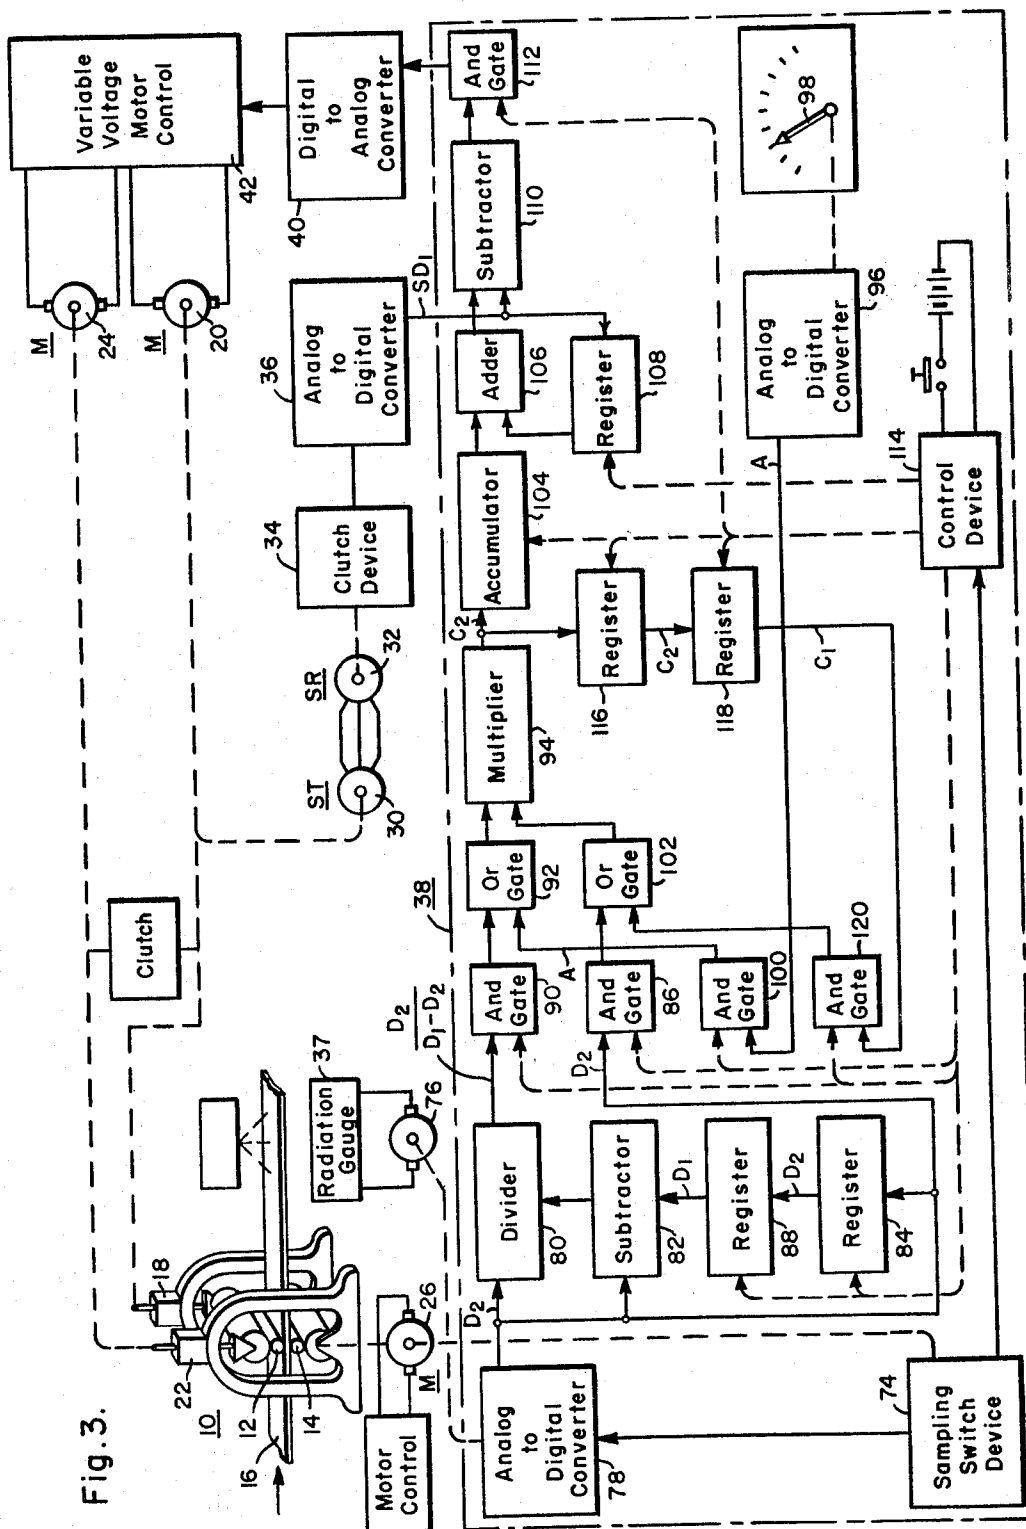 Fig.3.
10
12
14
16
18
22
M
26
Motor
Control
Radiation
Gauge
37
76
Clutch
M
24
M
20
Variable
Voltage
Motor
Control
42
ST
30
SR
32
Clutch
Device
34
Analog
to
Digital
Converter
36
SD1
Digital
to
Analog
Converter
40
38
Analog
to
Digital
Converter
78
D2
Divider
80
Subtractor
82
D1
Register
88
D2
Register
84
D2
D1-D2
And
Gate
90
D2
And
Gate
86
A
And
Gate
100
And
Gate
120
Or
Gate
92
Or
Gate
102
Multiplier
94
C2
Accumulator
104
Register
116
C2
Register
118
C1
Adder
106
Register
108
Subtractor
110
And
Gate
112
A
Analog
to
Digital
Converter
96
98
Control
Device
114
Sampling
Switch
Device
74